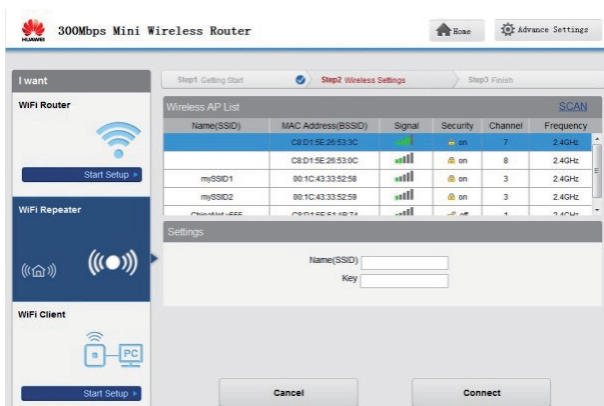 HUAWEI
300Mbps Mini Wireless Router
Home
Advance Settings
I want
WiFi Router
Start Setup
WiFi Repeater
WiFi Client
PC
Start Setup
Step1 Getting Start
Step2 Wireless Settings
Step3 Finish
Wireless AP List
SCAN
Name(SSID) MAC Address(BSSID) Signal Security Channel Frequency
C8:D1:5E:26:53:3C on 7 2.4GHz
C8:D1:5E:26:53:0C on 8 2.4GHz
mySSID1 00:1C:43:33:52:58 on 3 2.4GHz
mySSID2 00:1C:43:33:52:59 on 3 2.4GHz
off 1 2.4GHz
Settings
Name(SSID)
Key
Cancel
Connect